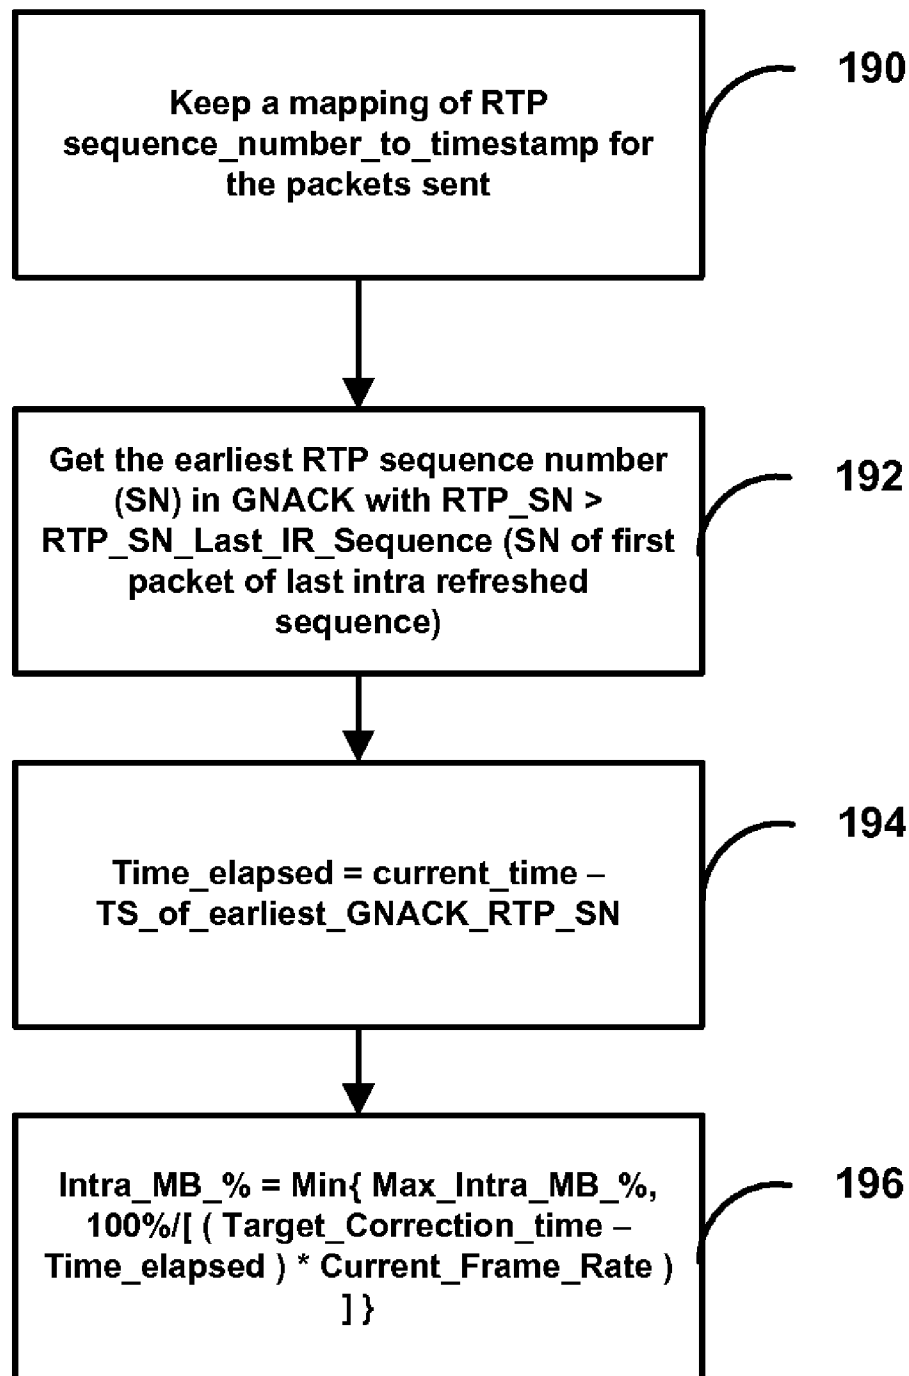 Keep a mapping of RTP
sequence_number_to_timestamp for
the packets sent
190
Get the earliest RTP sequence number
(SN) in GNACK with RTP_SN >
RTP_SN_Last_IR_Sequence (SN of first
packet of last intra refreshed
sequence)
192
Time_elapsed = current_time –
TS_of_earliest_GNACK_RTP_SN
194
Intra_MB_% = Min{ Max_Intra_MB_%,
100%/[ ( Target_Correction_time –
Time_elapsed ) * Current_Frame_Rate )
] }
196